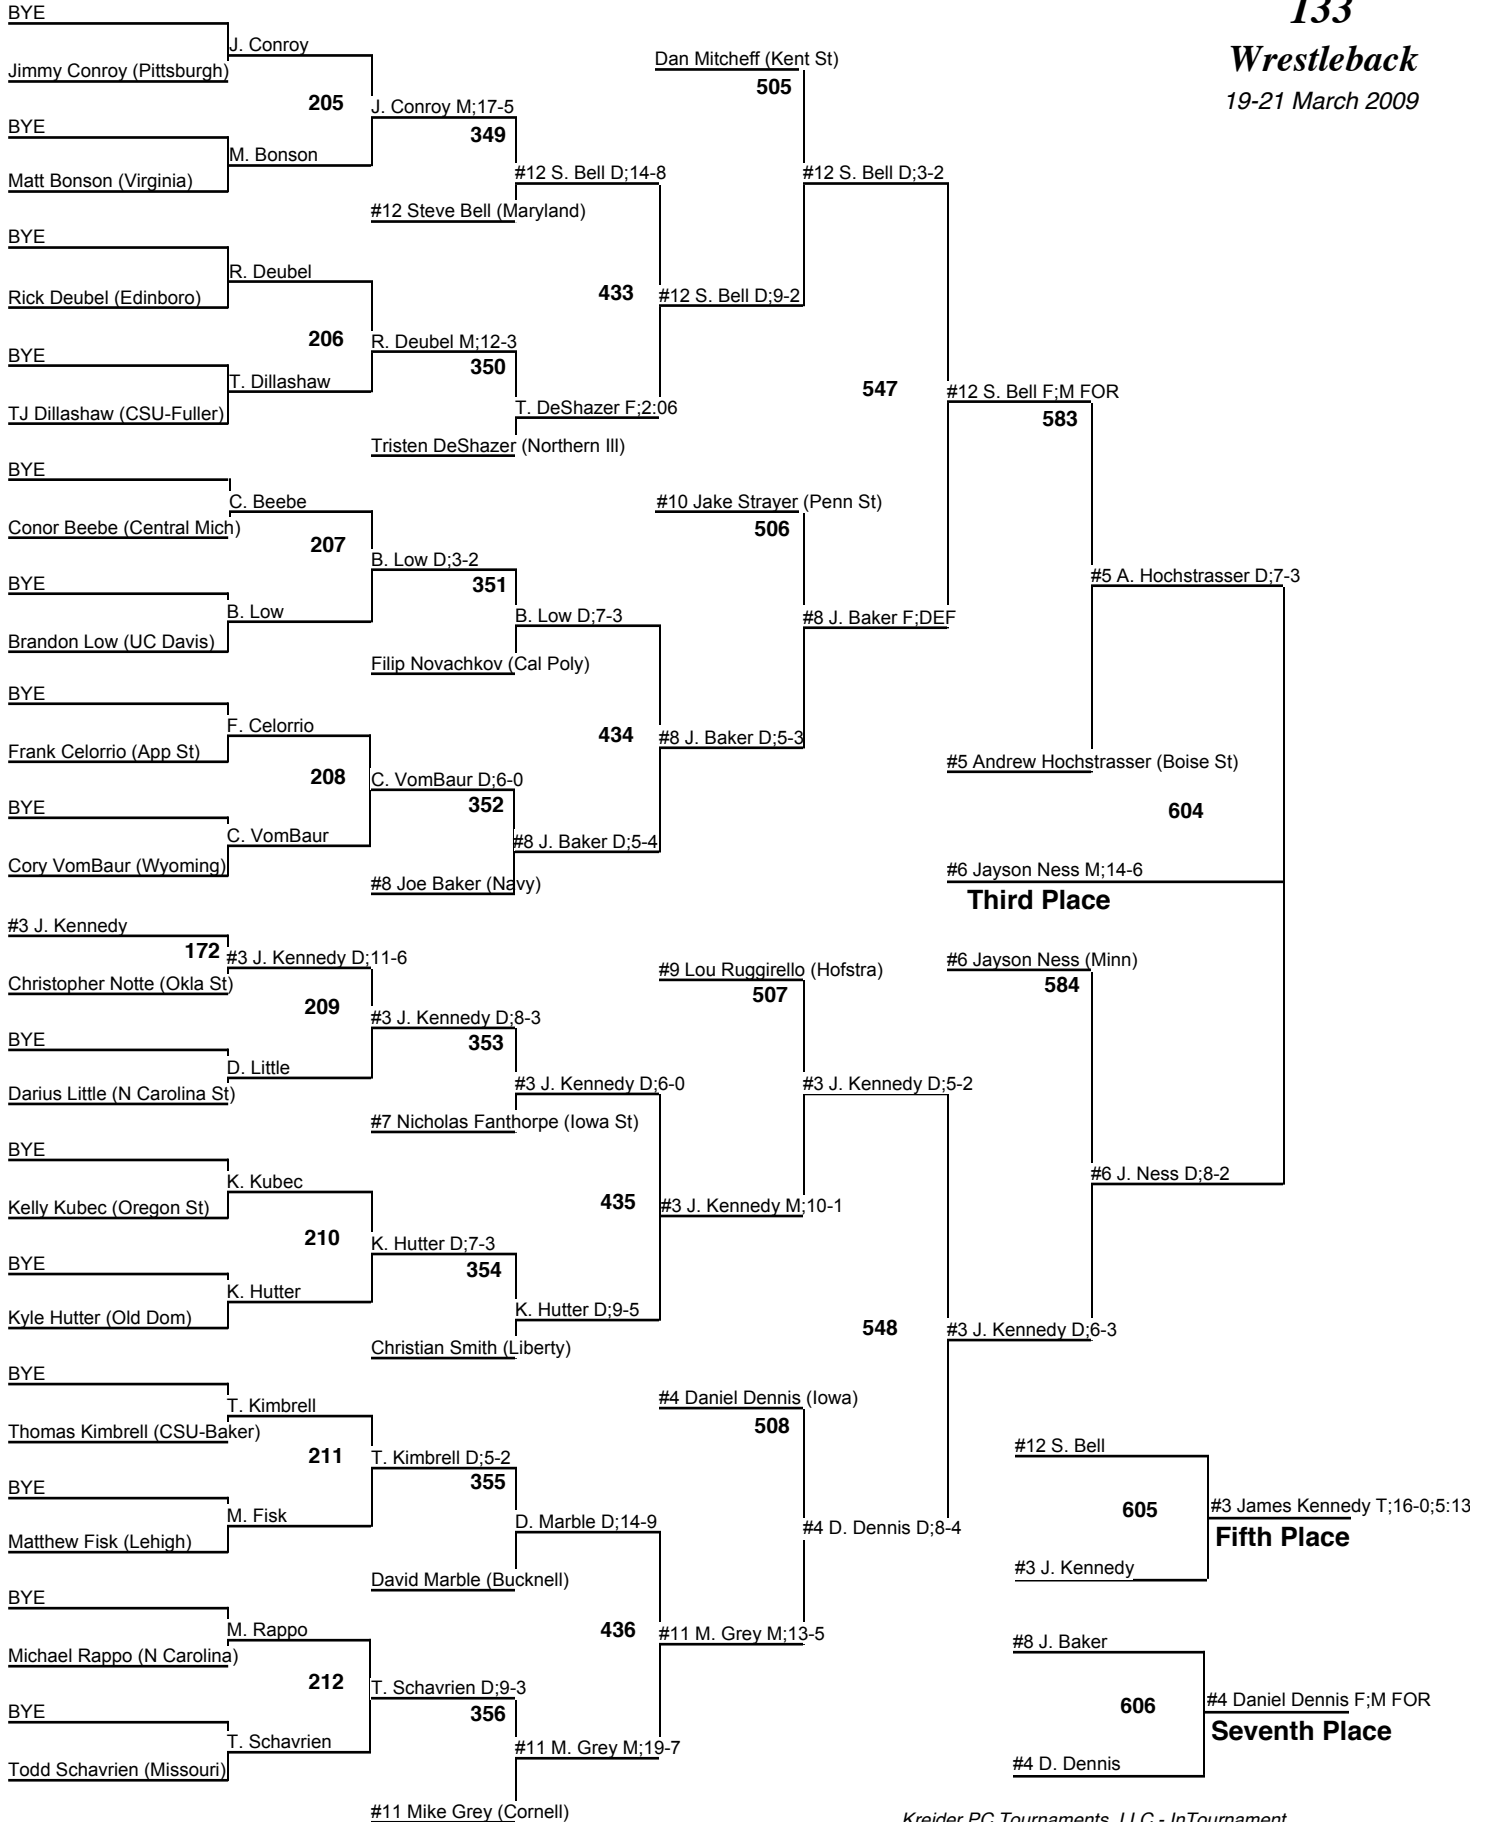 133
Wrestleback
19-21 March 2009
BYE
J. Conroy
Jimmy Conroy (Pittsburgh)
205
J. Conroy M;17-5
349
BYE
M. Bonson
Matt Bonson (Virginia)
#12 S. Bell D;14-8
#12 Steve Bell (Maryland)
BYE
R. Deubel
Rick Deubel (Edinboro)
433
#12 S. Bell D;9-2
206
R. Deubel M;12-3
350
BYE
T. Dillashaw
TJ Dillashaw (CSU-Fuller)
T. DeShazer F;2:06
Tristen DeShazer (Northern Ill)
Dan Mitcheff (Kent St)
505
#12 S. Bell D;3-2
547
#12 S. Bell F;M FOR
583
BYE
C. Beebe
Conor Beebe (Central Mich)
207
B. Low D;3-2
351
BYE
B. Low
Brandon Low (UC Davis)
B. Low D;7-3
Filip Novachkov (Cal Poly)
#10 Jake Strayer (Penn St)
506
#8 J. Baker F;DEF
#5 A. Hochstrasser D;7-3
BYE
F. Celorrio
Frank Celorrio (App St)
434
#8 J. Baker D;5-3
208
C. VomBaur D;6-0
352
BYE
C. VomBaur
Cory VomBaur (Wyoming)
#8 J. Baker D;5-4
#8 Joe Baker (Navy)
#5 Andrew Hochstrasser (Boise St)
604
#6 Jayson Ness M;14-6
Third Place
#3 J. Kennedy
172
#3 J. Kennedy D;11-6
Christopher Notte (Okla St)
209
#3 J. Kennedy D;8-3
353
BYE
D. Little
Darius Little (N Carolina St)
#3 J. Kennedy D;6-0
#7 Nicholas Fanthorpe (Iowa St)
#9 Lou Ruggirello (Hofstra)
507
#3 J. Kennedy D;5-2
#6 Jayson Ness (Minn)
584
#6 J. Ness D;8-2
BYE
K. Kubec
Kelly Kubec (Oregon St)
435
#3 J. Kennedy M;10-1
210
K. Hutter D;7-3
354
BYE
K. Hutter
Kyle Hutter (Old Dom)
K. Hutter D;9-5
Christian Smith (Liberty)
548
#3 J. Kennedy D;6-3
BYE
T. Kimbrell
Thomas Kimbrell (CSU-Baker)
211
T. Kimbrell D;5-2
355
BYE
M. Fisk
Matthew Fisk (Lehigh)
D. Marble D;14-9
David Marble (Bucknell)
#4 Daniel Dennis (Iowa)
508
#4 D. Dennis D;8-4
BYE
M. Rappo
Michael Rappo (N Carolina)
436
#11 M. Grey M;13-5
212
T. Schavrien D;9-3
356
BYE
T. Schavrien
Todd Schavrien (Missouri)
#11 M. Grey M;19-7
#11 Mike Grey (Cornell)
#12 S. Bell
605
#3 James Kennedy T;16-0;5:13
Fifth Place
#3 J. Kennedy
#8 J. Baker
606
#4 Daniel Dennis F;M FOR
Seventh Place
#4 D. Dennis
Kreider PC Tournaments, LLC - InTournament